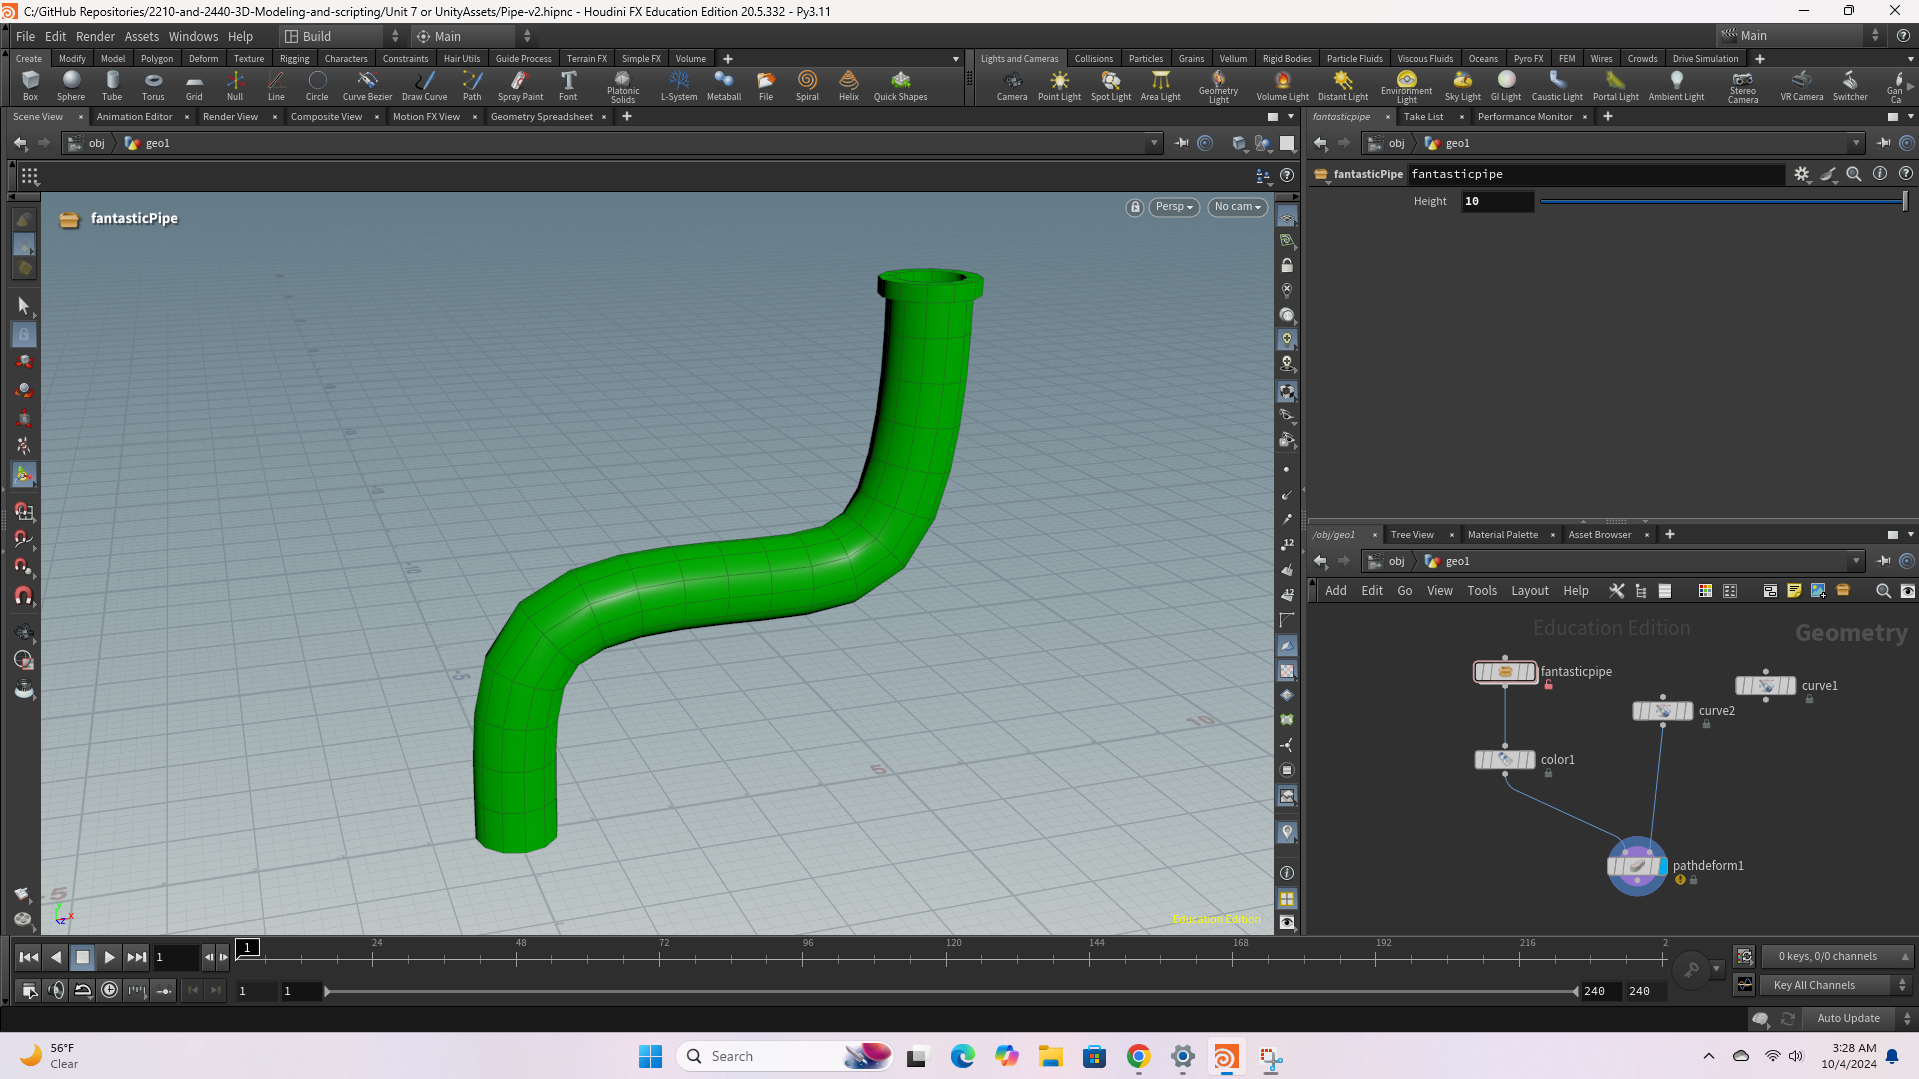 C:/GitHub Repositories/2210-and-2440-3D-Modeling-and-scripting/Unit 7 or UnityAssets/Pipe-v2.hipnc - Houdini FX Education Edition 20.5.332 - Py3.11
File Edit Render Assets Windows Help Build Main Main
Create Modify Model Polygon Deform Texture Rigging Characters Constraints Hair Utils Guide Process Terrain FX Simple FX Volume
Lights and Cameras Collisions Particles Grains Vellum Rigid Bodies Particle Fluids Viscous Fluids Oceans Pyro FX FEM Wires Crowds Drive Simulation
Box Sphere Tube Torus Grid Null Line Circle Curve Bezier Draw Curve Path Spray Paint Font Platonic Solids L-System Metaball File Spiral Helix Quick Shapes
Camera Point Light Spot Light Area Light Geometry Light Volume Light Distant Light Environment Light Sky Light GI Light Caustic Light Portal Light Ambient Light Stereo Camera VR Camera Switcher Gan Ca
Scene View Animation Editor Render View Composite View Motion FX View Geometry Spreadsheet
fantasticpipe Take List Performance Monitor
obj geo1
obj geo1
fantasticPipe fantasticpipe
Height 10
fantasticPipe
Persp No cam
12
12
5
10
5
10
5
y
z x
Education Edition
/obj/geo1 Tree View Material Palette Asset Browser
obj geo1
Add Edit Go View Tools Layout Help
Education Edition Geometry
fantasticpipe
curve1
curve2
color1
pathdeform1
1 1 24 48 72 96 120 144 168 192 216 2
0 keys, 0/0 channels
1 1 240 240 Key All Channels
Auto Update
56°F
Clear
Search
3:28 AM
10/4/2024